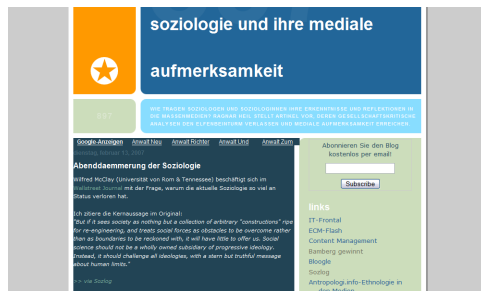 soziologie und ihre mediale
aufmerksamkeit
WIE TRAGEN SOZIOLOGEN UND SOZIOLOGINNEN IHRE ERKENNTNISSE UND REFLEKTIONEN IN
DIE MASSENMEDIEN? RAGAHN HEIL STELLT ARTIKEL VOR, DEREN GESELLSCHAFTSKRITISCHE
ANALYSEN DEN ELFENBEINTURM VERLASSEN UND MEDIALE AUFMERKSAMKEIT ERREICHEN
Google-Anzeigen Anwalt Neu Anwalt Richter Anwalt Und Anwalt Zum
Abenddaemmerung der Soziologie
Wilfred McClay (Universität von Rom & Tennessee) beschäftigt sich im
Wallstreet Journal mit der Frage, warum die aktuelle Soziologie so viel an
Status verloren hat.
Ich zitiere die Kernaussage im Original:
"But if it sees society as nothing but a collection of arbitrary "constructions" ripe
for re-engineering, and treats social forces as obstacles to be overcome rather
than as boundaries to be reckoned with, it will have little to offer us. Social
science should not be a wholly owned subsidiary of progressive ideology.
Instead, it should challenge all ideologies, with a stern but truthful message
about human limits."
>> via Sozlog
Abonnieren Sie den Blog
kostenlos per email!
Subscribe
links
IT-Frontal
ECM-Flash
Content Management
Bamberg gewinnt
Bloogle
Sozlog
Antropologi.info-Ethnologie in
den Medien